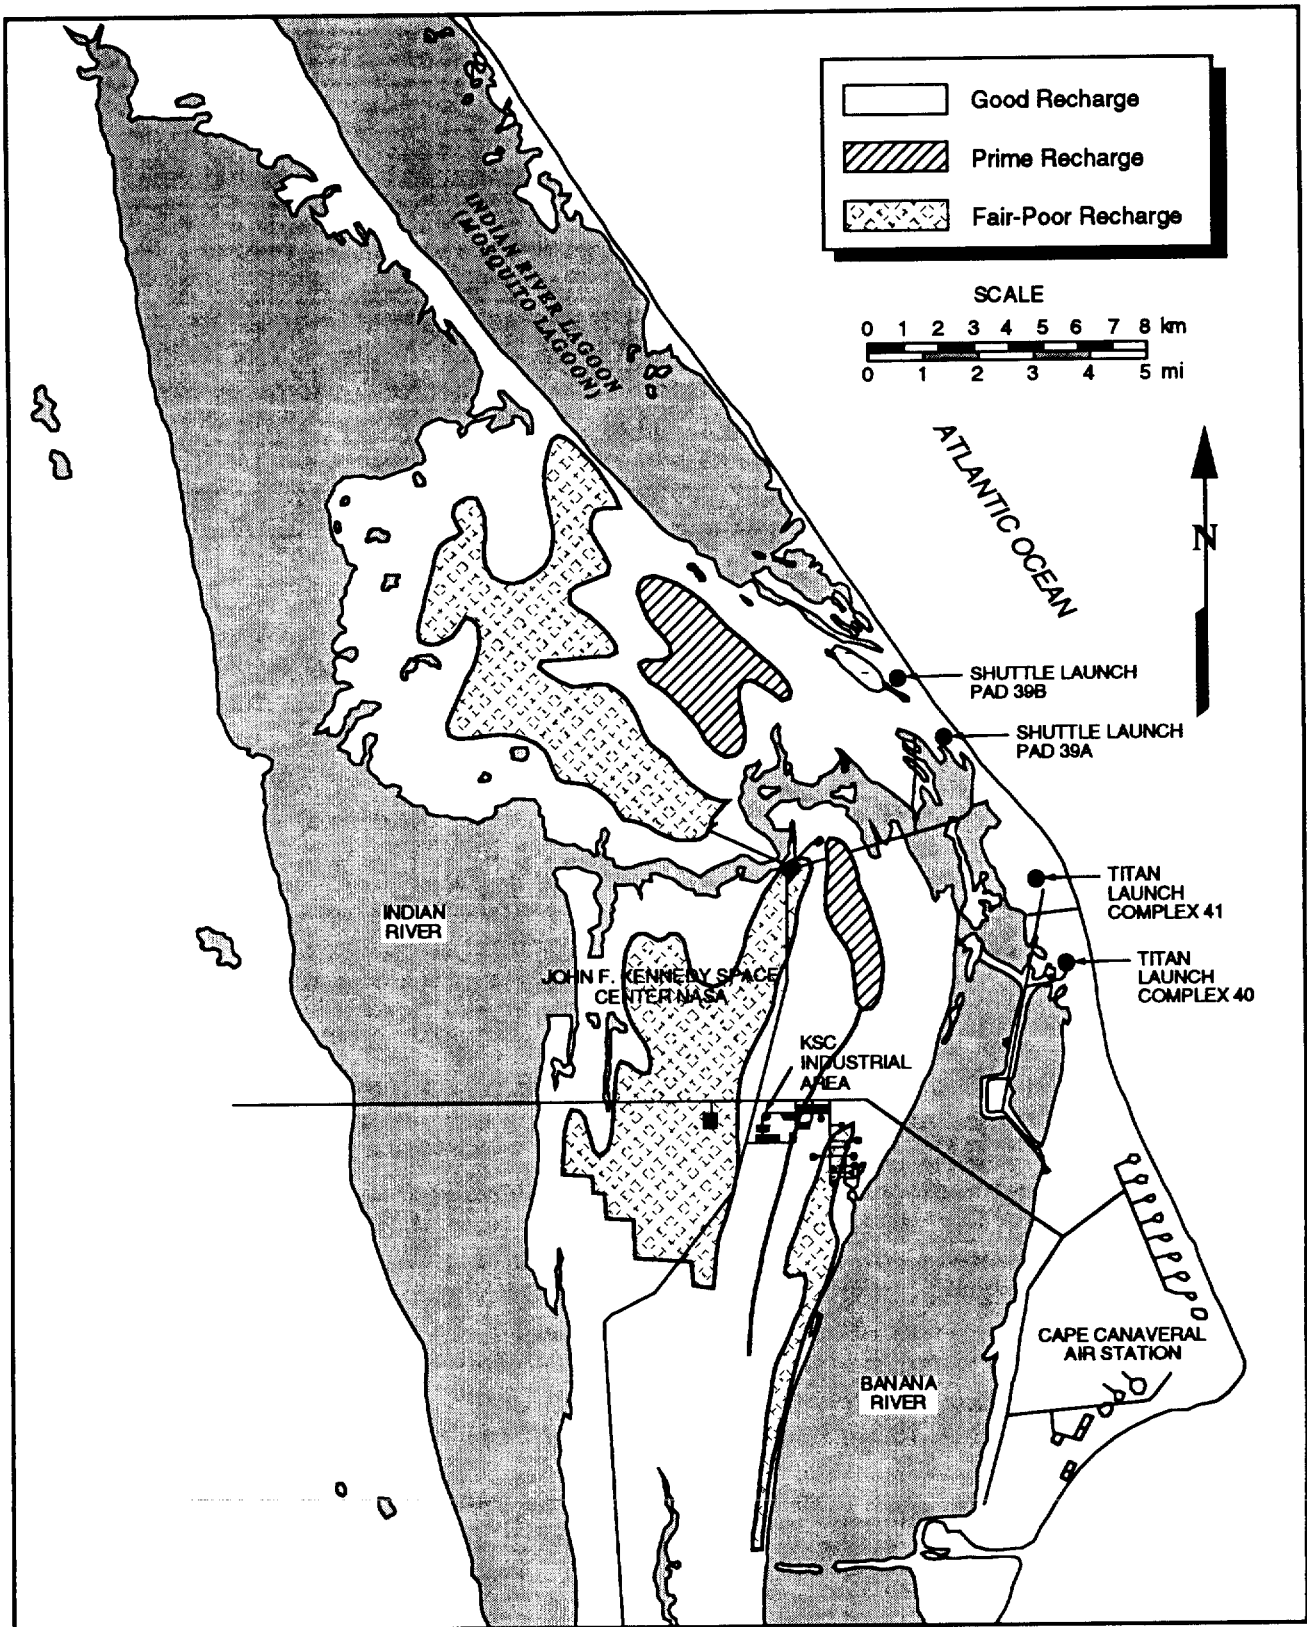 Good Recharge
Prime Recharge
Fair-Poor Recharge
SCALE
0 1 2 3 4 5 6 7 8 km
0 1 2 3 4 5 mi
INDIAN RIVER LAGOON
(MOSQUITO LAGOON)
ATLANTIC OCEAN
N
SHUTTLE LAUNCH
PAD 39B
SHUTTLE LAUNCH
PAD 39A
TITAN
LAUNCH
COMPLEX 41
INDIAN
RIVER
TITAN
LAUNCH
COMPLEX 40
JOHN F. KENNEDY SPACE
CENTER NASA
KSC
INDUSTRIAL
AREA
CAPE CANAVERAL
AIR STATION
BANANA
RIVER